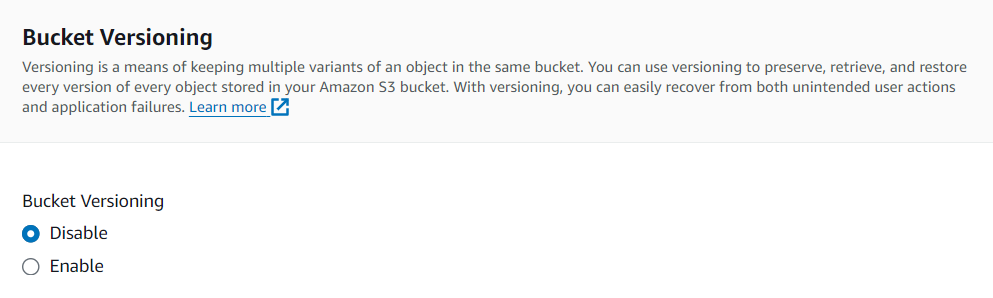 Bucket Versioning
Versioning is a means of keeping multiple variants of an object in the same bucket. You can use versioning to preserve, retrieve, and restore
every version of every object stored in your Amazon S3 bucket. With versioning, you can easily recover from both unintended user actions
and application failures. Learn more
Bucket Versioning
Disable
Enable